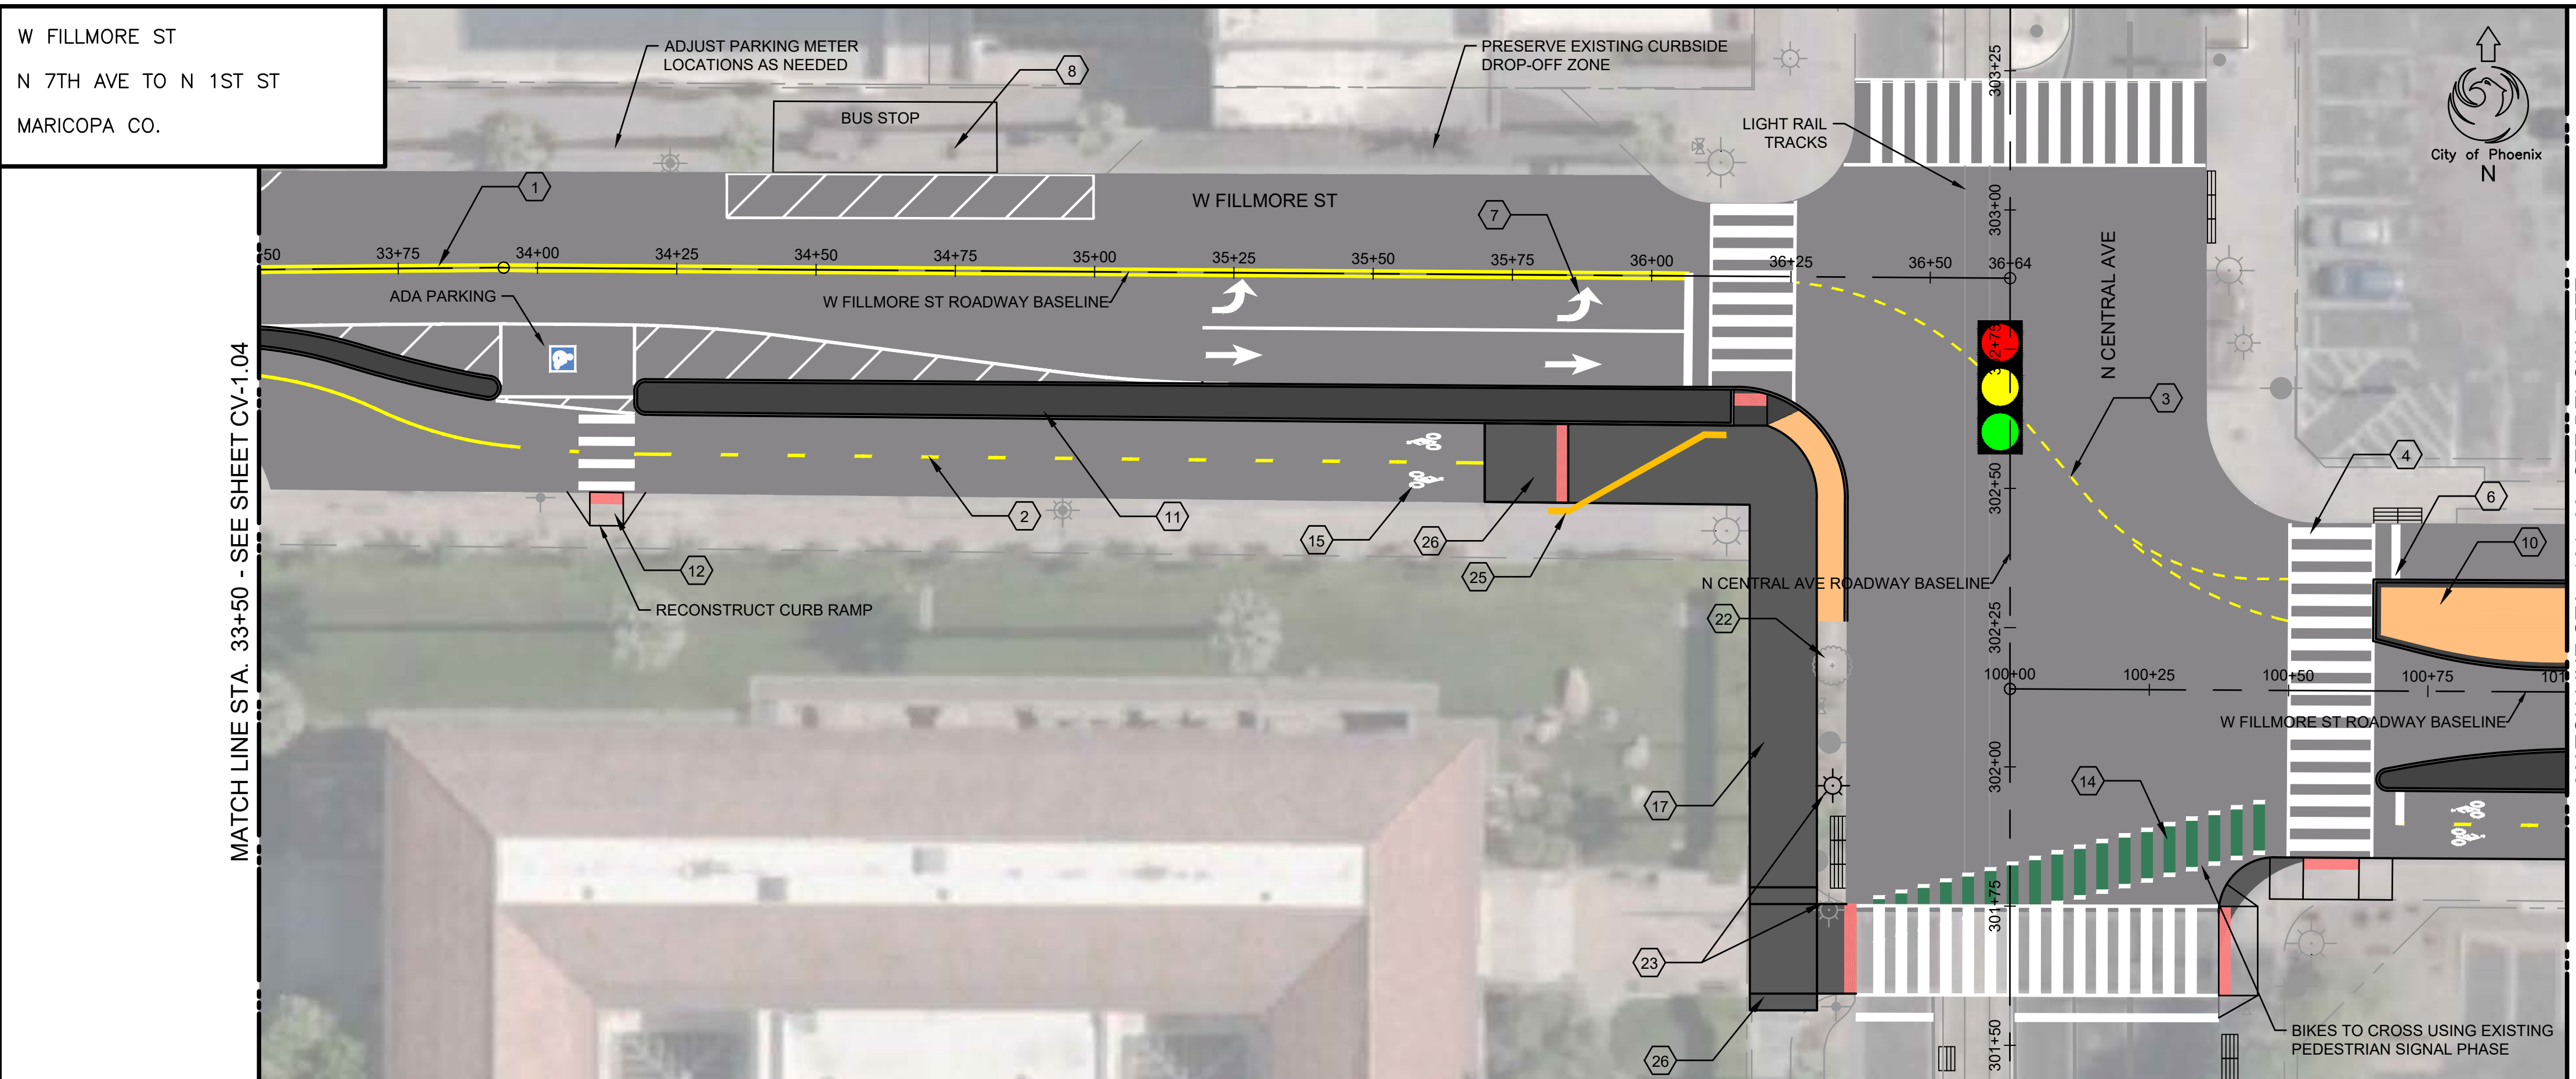 W FILLMORE ST
N 7TH AVE TO N 1ST ST
MARICOPA CO.
ADJUST PARKING METER
LOCATIONS AS NEEDED
8
PRESERVE EXISTING CURBSIDE
DROP-OFF ZONE
BUS STOP
LIGHT RAIL
TRACKS
303+25
City of Phoenix
N
1
W FILLMORE ST
7
303+00
N CENTRAL AVE
50
33+75
34+00
34+25
34+50
34+75
35+00
35+25
35+50
35+75
36+00
36+25
36+50
36+64
ADA PARKING
W FILLMORE ST ROADWAY BASELINE
302+75
3
4
6
10
302+50
MATCH LINE STA. 33+50 - SEE SHEET CV-1.04
2
11
15
26
12
25
RECONSTRUCT CURB RAMP
N CENTRAL AVE ROADWAY BASELINE
22
302+25
100+00
100+25
100+50
100+75
101
W FILLMORE ST ROADWAY BASELINE
302+00
14
17
301+75
23
26
301+50
BIKES TO CROSS USING EXISTING
PEDESTRIAN SIGNAL PHASE